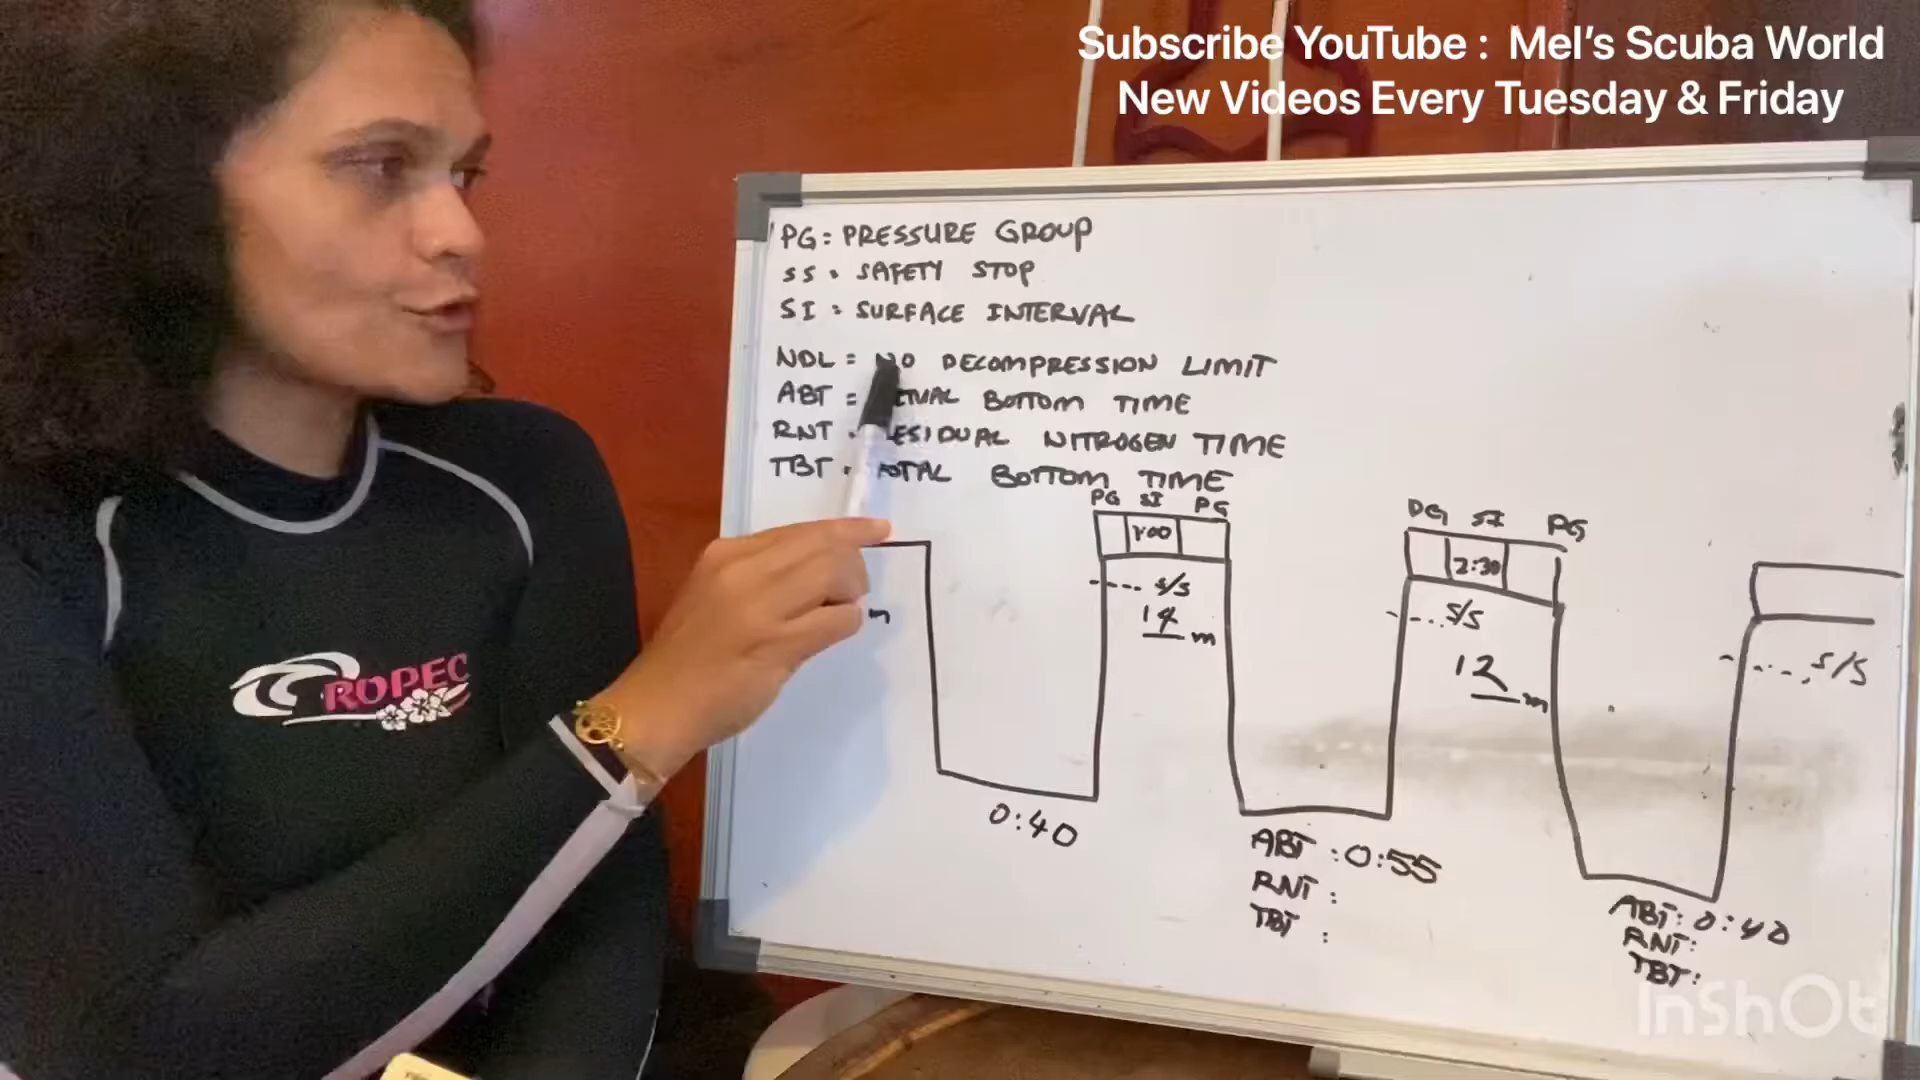 Subscribe YouTube : Mel’s Scuba World
New Videos Every Tuesday & Friday
PG: PRESSURE GROUP
SS: SAFETY STOP
SI: SURFACE INTERVAL
NDL = NO DECOMPRESSION LIMIT
ABT = BOTTOM TIME
RNT : NITROGEN TIME
TBT : BOTTOM TIME
PG SI PG
PG SI PG
2:30
S/S
14 m
S/S
12 m
S/S
m
0:40
ABT : 0:55
RNT :
TBT :
ABT: 0:40
RNT:
TBT:
ROPEC
InShOt